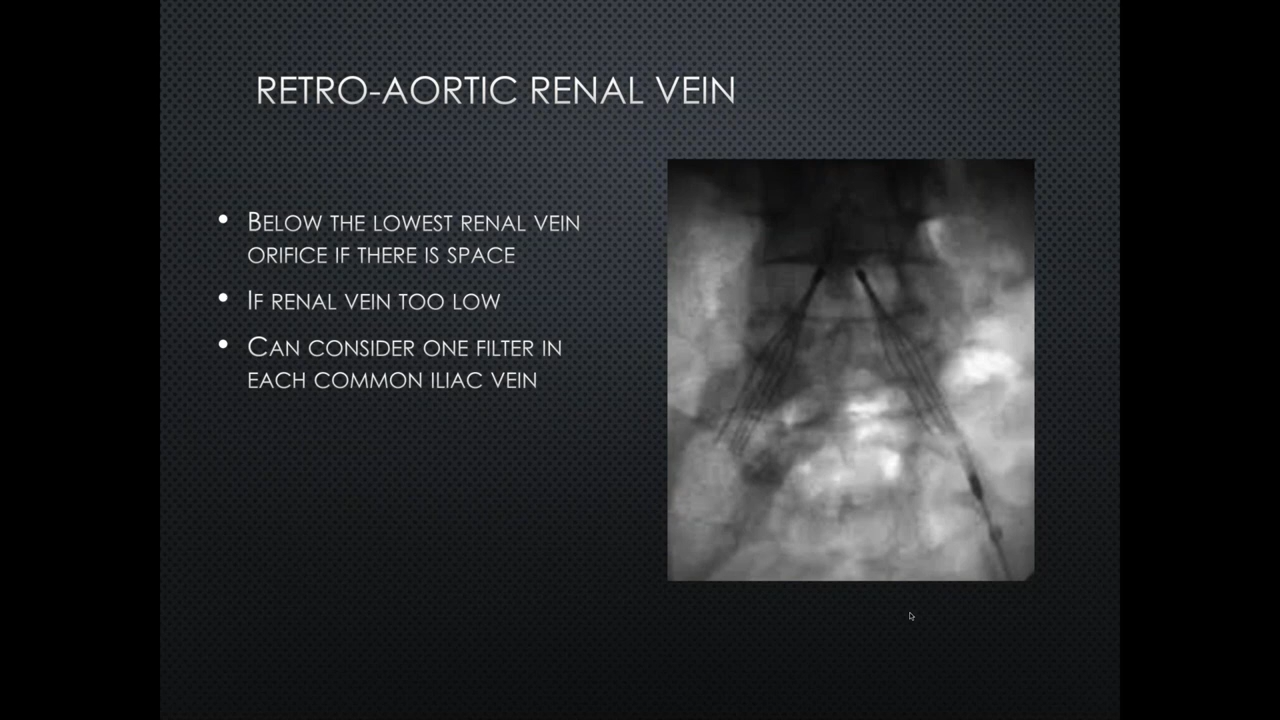 RETRO-AORTIC RENAL VEIN
• BELOW THE LOWEST RENAL VEIN
ORIFICE IF THERE IS SPACE
• IF RENAL VEIN TOO LOW
• CAN CONSIDER ONE FILTER IN
EACH COMMON ILIAC VEIN